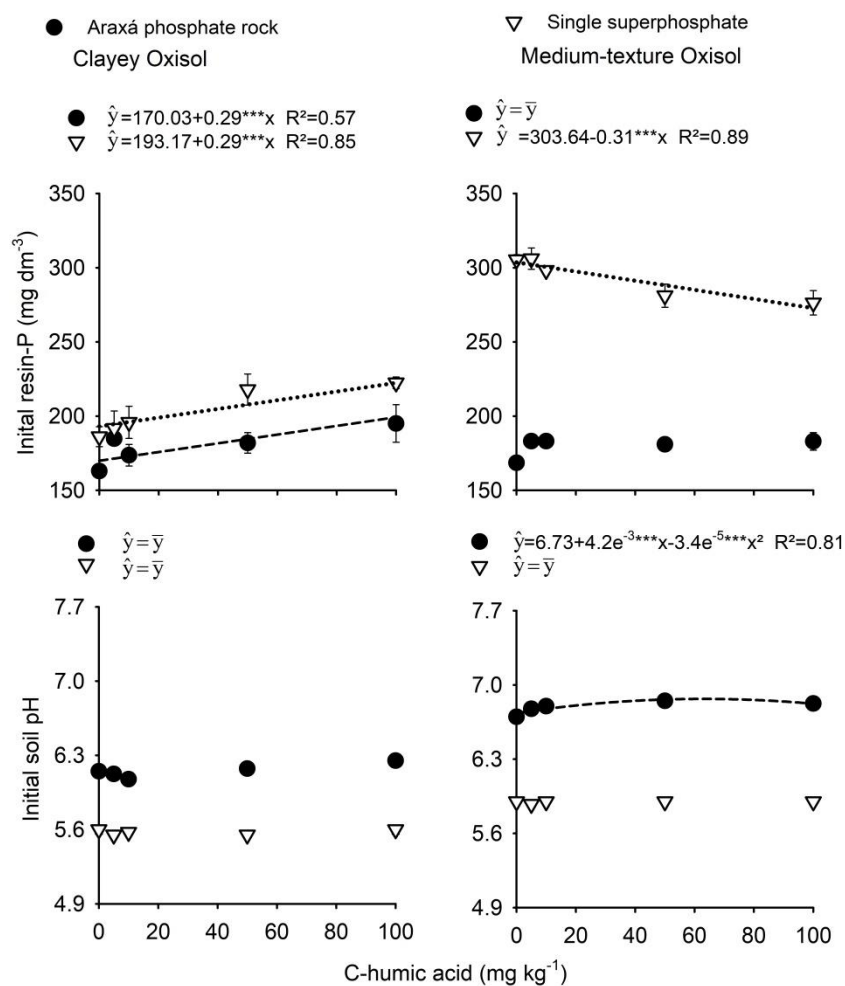 Araxá phosphate rock
Single superphosphate
Clayey Oxisol
Medium-texture Oxisol
ŷ=170.03+0.29***x R²=0.57
ŷ=193.17+0.29***x R²=0.85
ŷ=y̅
ŷ =303.64-0.31***x R²=0.89
Inital resin-P (mg dm⁻³)
350
300
250
200
150
350
300
250
200
150
ŷ=y̅
ŷ=y̅
ŷ=6.73+4.2e⁻³***x-3.4e⁻⁵***x² R²=0.81
ŷ=y̅
Initial soil pH
7.7
7.0
6.3
5.6
4.9
7.7
7.0
6.3
5.6
4.9
0 20 40 60 80 100
0 20 40 60 80 100
C-humic acid (mg kg⁻¹)